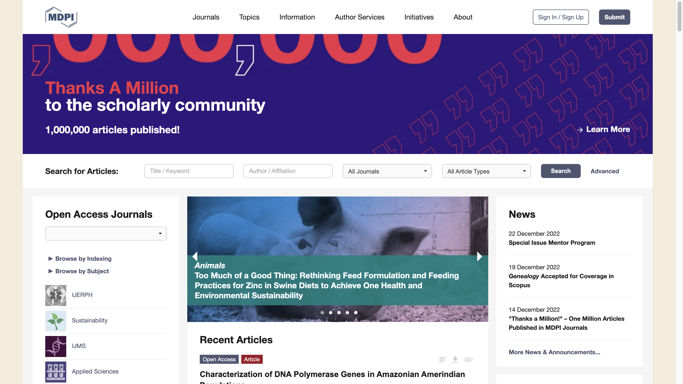 MDPI
Journals Topics Information Author Services Initiatives About Sign In / Sign Up Submit
Thanks A Million
to the scholarly community
1,000,000 articles published!
Learn More
Search for Articles: Title / Keyword Author / Affiliation All Journals All Article Types Search Advanced
Open Access Journals
Browse by Indexing
Browse by Subject
IJERPH
Sustainability
IJMS
Applied Sciences
Animals
Too Much of a Good Thing: Rethinking Feed Formulation and Feeding
Practices for Zinc in Swine Diets to Achieve One Health and
Environmental Sustainability
Recent Articles
Open Access Article
Characterization of DNA Polymerase Genes in Amazonian Amerindian
Populations
News
22 December 2022
Special Issue Mentor Program
19 December 2022
Genealogy Accepted for Coverage in
Scopus
14 December 2022
"Thanks a Million!" – One Million Articles
Published in MDPI Journals
More News & Announcements...